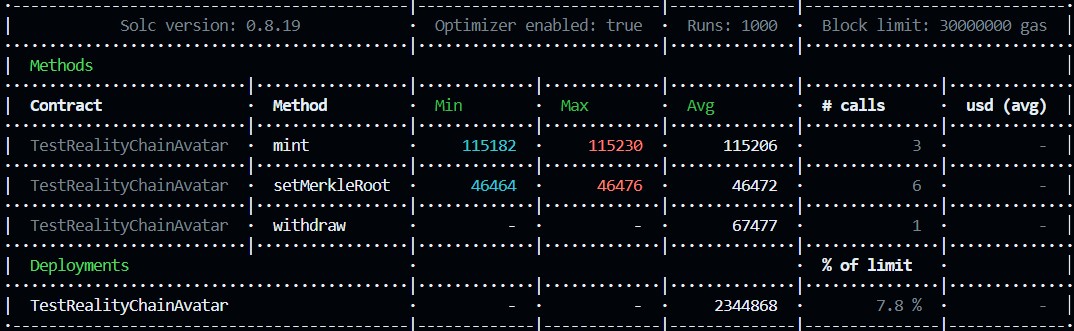 Solc version: 0.8.19 Optimizer enabled: true Runs: 1000 Block limit: 30000000 gas
Methods
Contract Method Min Max Avg # calls usd (avg)
TestRealityChainAvatar mint 115182 115230 115206 3 -
TestRealityChainAvatar setMerkleRoot 46464 46476 46472 6 -
TestRealityChainAvatar withdraw - - 67477 1 -
Deployments % of limit
TestRealityChainAvatar - - 2344868 7.8 % -